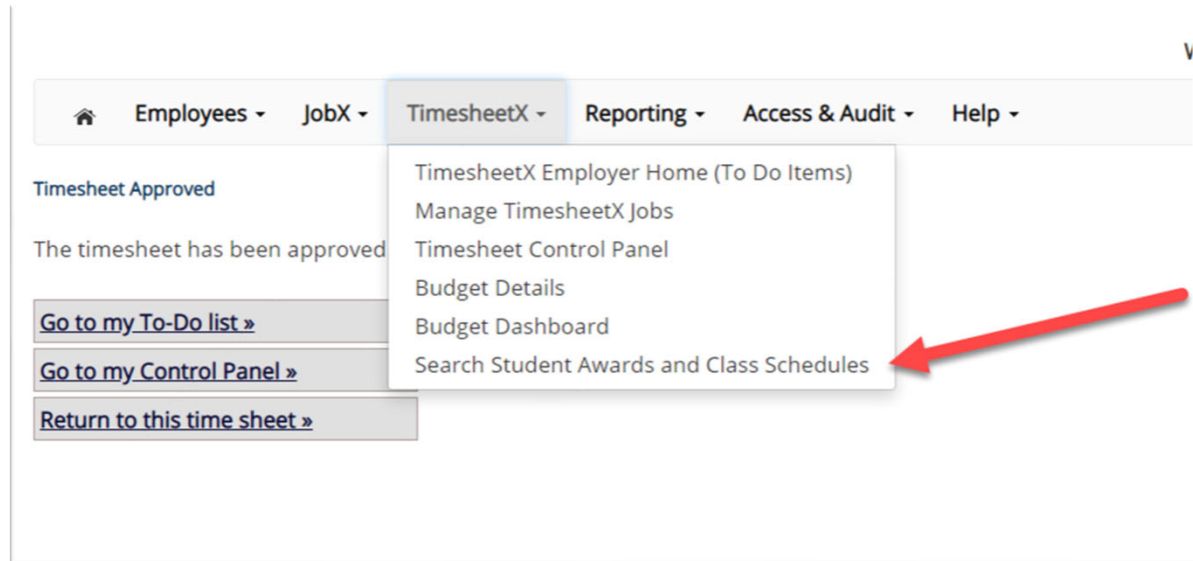 Employees JobX TimesheetX Reporting Access & Audit Help
Timesheet Approved
The timesheet has been approved
Go to my To-Do list »
Go to my Control Panel »
Return to this time sheet »
TimesheetX Employer Home (To Do Items)
Manage TimesheetX Jobs
Timesheet Control Panel
Budget Details
Budget Dashboard
Search Student Awards and Class Schedules